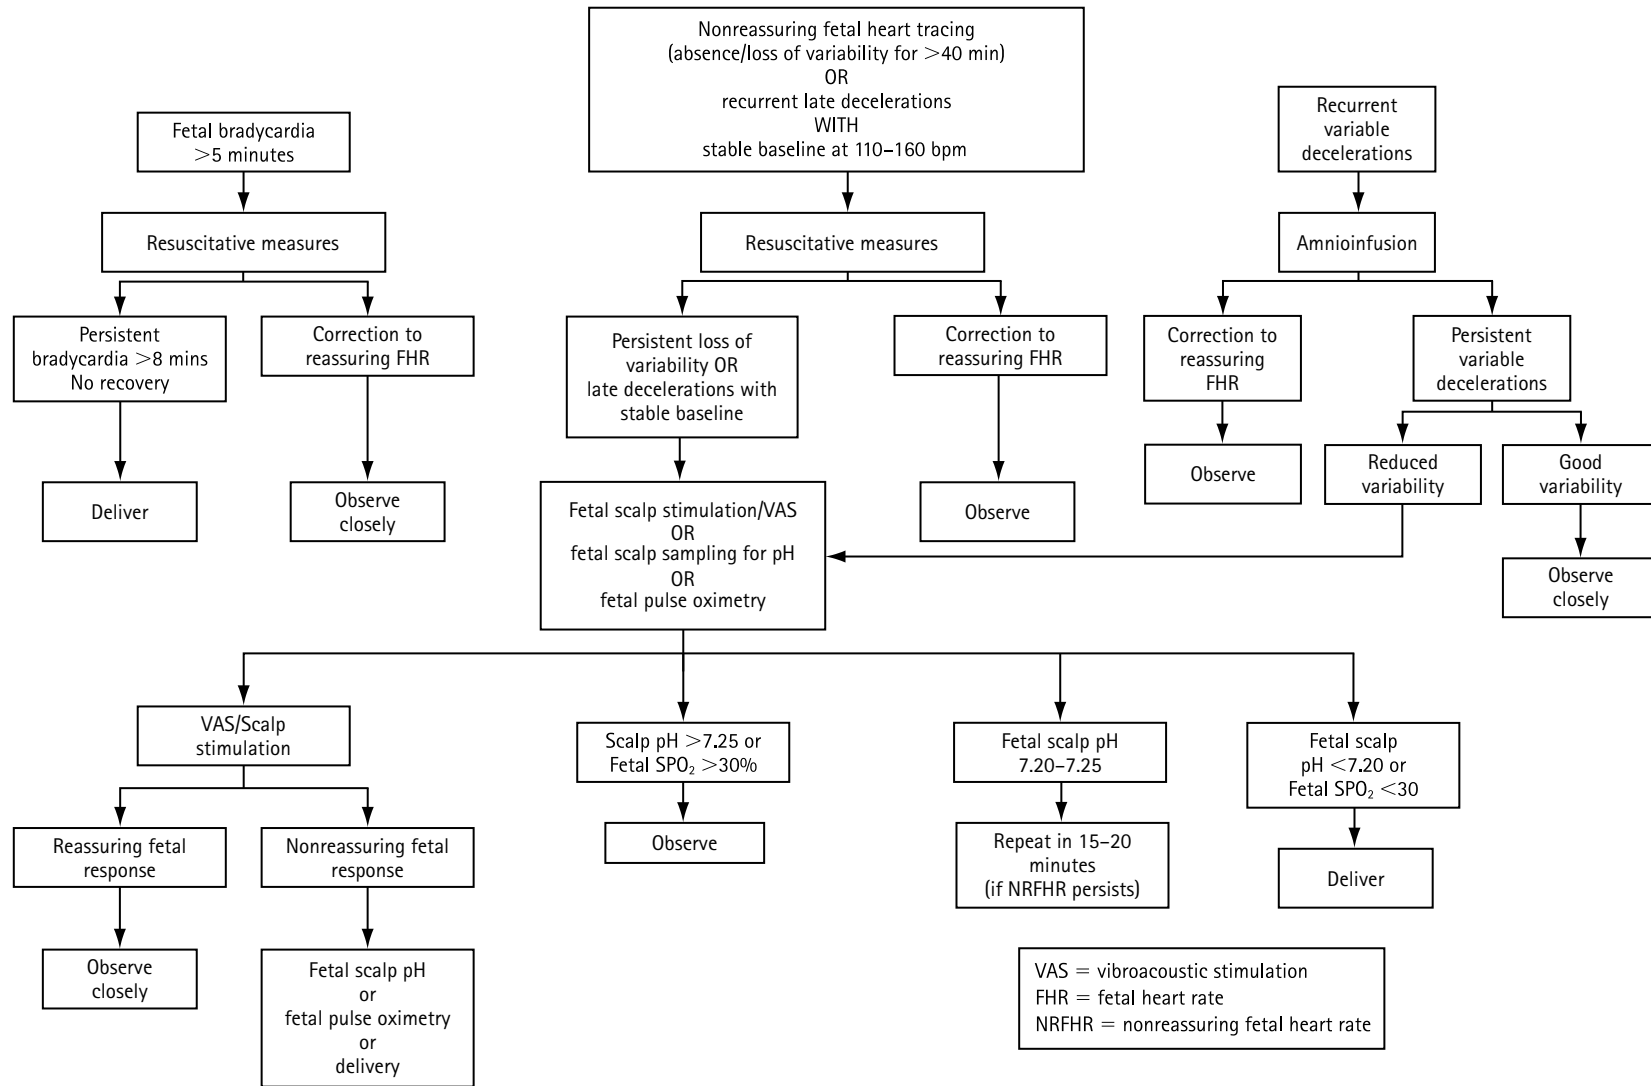 Nonreassuring fetal heart tracing
(absence/loss of variability for >40 min)
OR
recurrent late decelerations
WITH
stable baseline at 110–160 bpm
Fetal bradycardia
>5 minutes
Recurrent
variable
decelerations
Resuscitative measures
Resuscitative measures
Amnioinfusion
Persistent
bradycardia >8 mins
No recovery
Correction to
reassuring FHR
Persistent loss of
variability OR
late decelerations with
stable baseline
Correction to
reassuring FHR
Correction to
reassuring
FHR
Persistent
variable
decelerations
Deliver
Observe
closely
Fetal scalp stimulation/VAS
OR
fetal scalp sampling for pH
OR
fetal pulse oximetry
Observe
Observe
Reduced
variability
Good
variability
Observe
closely
VAS/Scalp
stimulation
Scalp pH >7.25 or
Fetal SPO₂ >30%
Fetal scalp pH
7.20–7.25
Fetal scalp
pH <7.20 or
Fetal SPO₂ <30
Reassuring fetal
response
Nonreassuring fetal
response
Observe
Repeat in 15–20
minutes
(if NRFHR persists)
Deliver
Observe
closely
Fetal scalp pH
or
fetal pulse oximetry
or
delivery
VAS = vibroacoustic stimulation
FHR = fetal heart rate
NRFHR = nonreassuring fetal heart rate